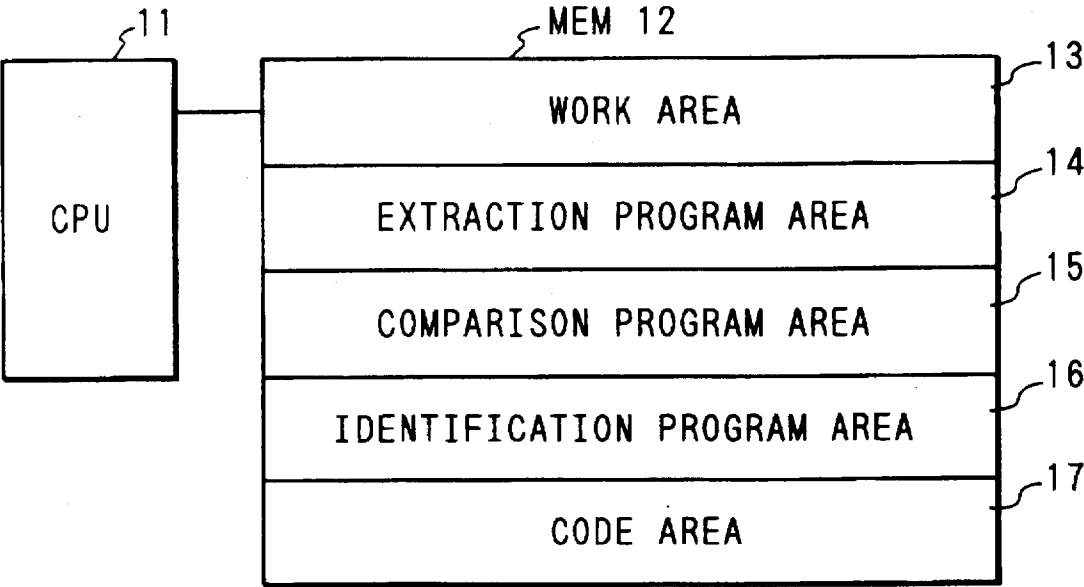 11
MEM 12
13
WORK AREA
14
CPU
EXTRACTION PROGRAM AREA
15
COMPARISON PROGRAM AREA
16
IDENTIFICATION PROGRAM AREA
17
CODE AREA